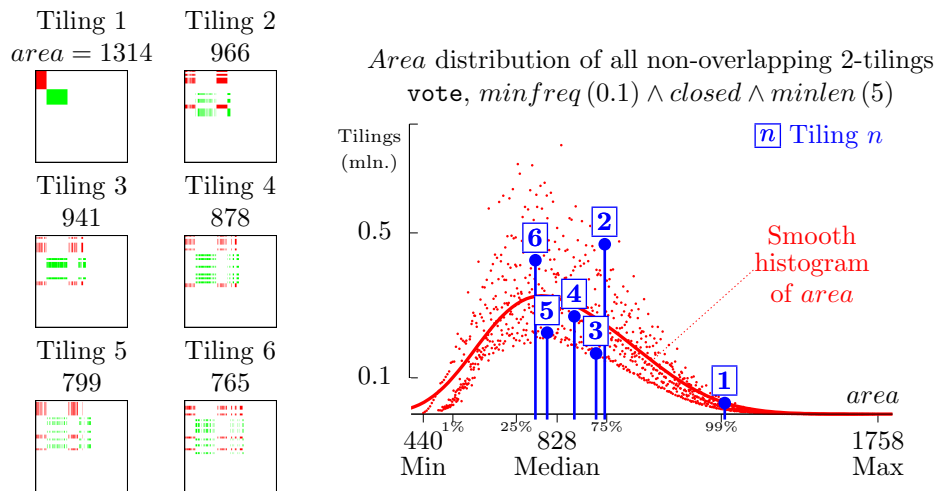 Tiling 1
area = 1314
Tiling 2
966
Tiling 3
941
Tiling 4
878
Tiling 5
799
Tiling 6
765
Area distribution of all non-overlapping 2-tilings
vote, minfreq (0.1) ∧ closed ∧ minlen (5)
Tilings
(mln.)
n Tiling n
0.5
0.1
6
2
5
4
3
1
Smooth
histogram
of area
area
1%
25%
75%
99%
440
828
1758
Min
Median
Max